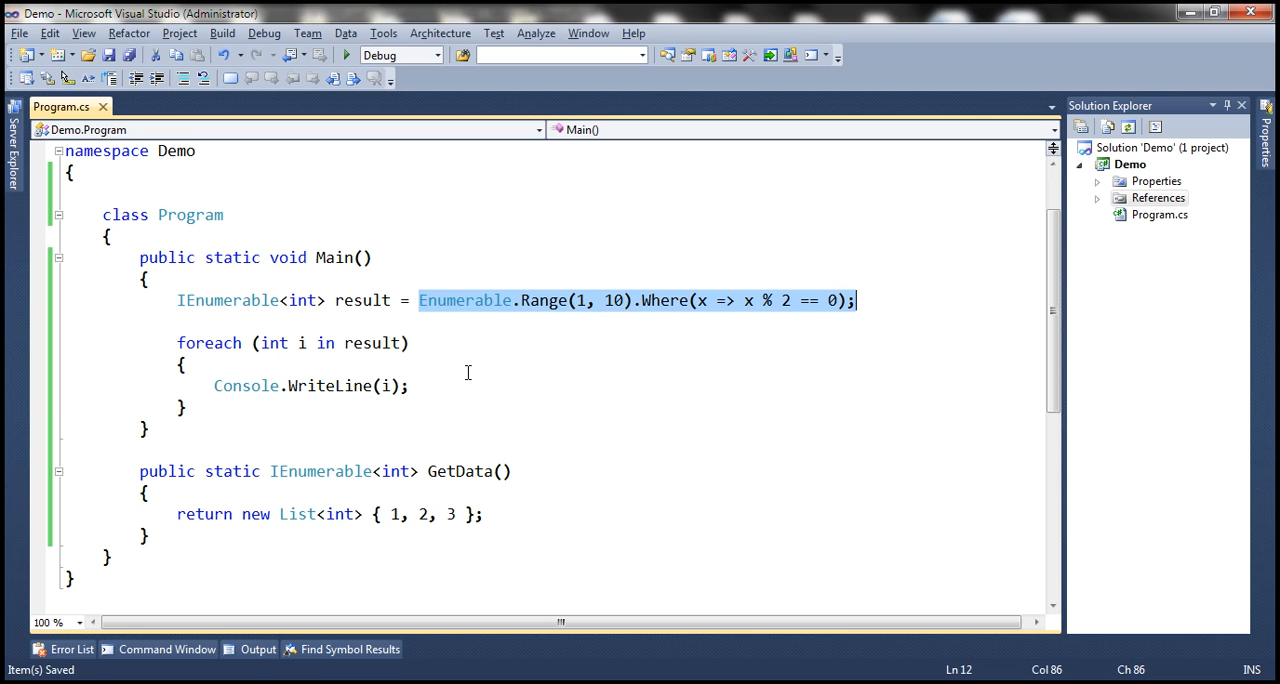 Demo - Microsoft Visual Studio (Administrator)
File Edit View Refactor Project Build Debug Team Data Tools Architecture Test Analyze Window Help
Debug
Program.cs
Solution Explorer
Demo.Program Main()
Server Explorer
Properties
Solution 'Demo' (1 project)
Demo
Properties
References
Program.cs
namespace Demo
{
class Program
{
public static void Main()
{
IEnumerable<int> result = Enumerable.Range(1, 10).Where(x => x % 2 == 0);
foreach (int i in result)
{
Console.WriteLine(i);
}
}
public static IEnumerable<int> GetData()
{
return new List<int> { 1, 2, 3 };
}
}
}
100 %
Error List Command Window Output Find Symbol Results
Item(s) Saved Ln 12 Col 86 Ch 86 INS